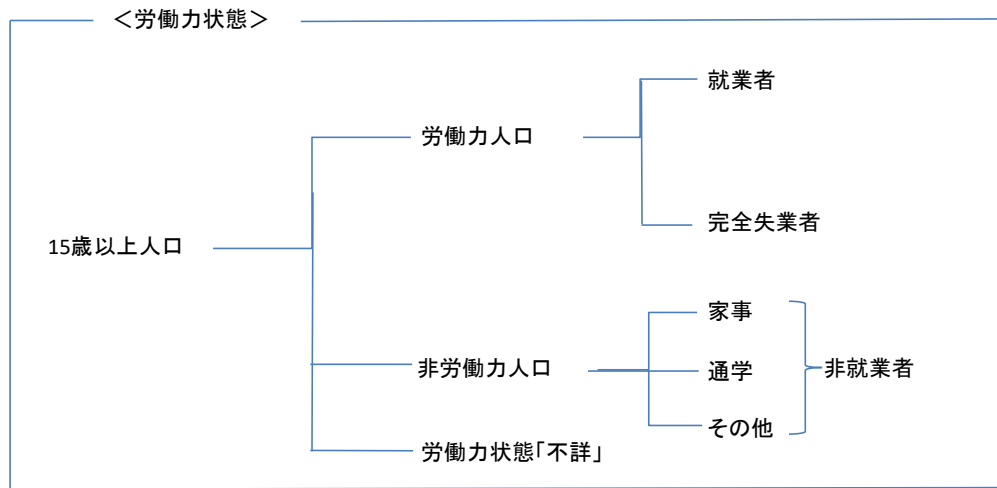 ＜労働力状態＞
就業者
労働力人口
完全失業者
15歳以上人口
家事
非労働力人口
通学
非就業者
その他
労働力状態「不詳」